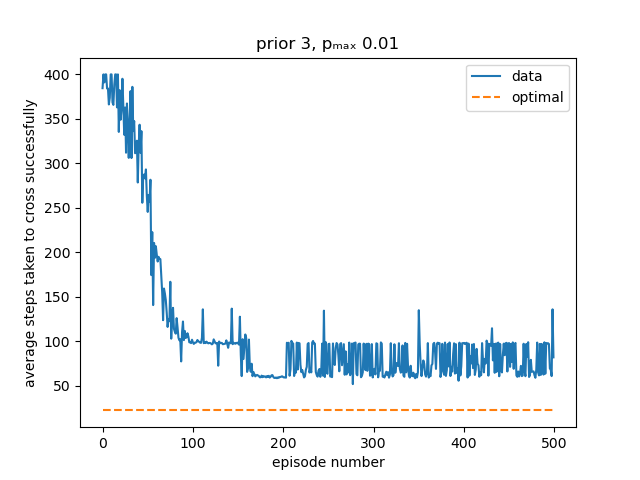 prior 3, pₘₐₓ 0.01
data
optimal
average steps taken to cross successfully
400
350
300
250
200
150
100
50
0
100
200
300
400
500
episode number